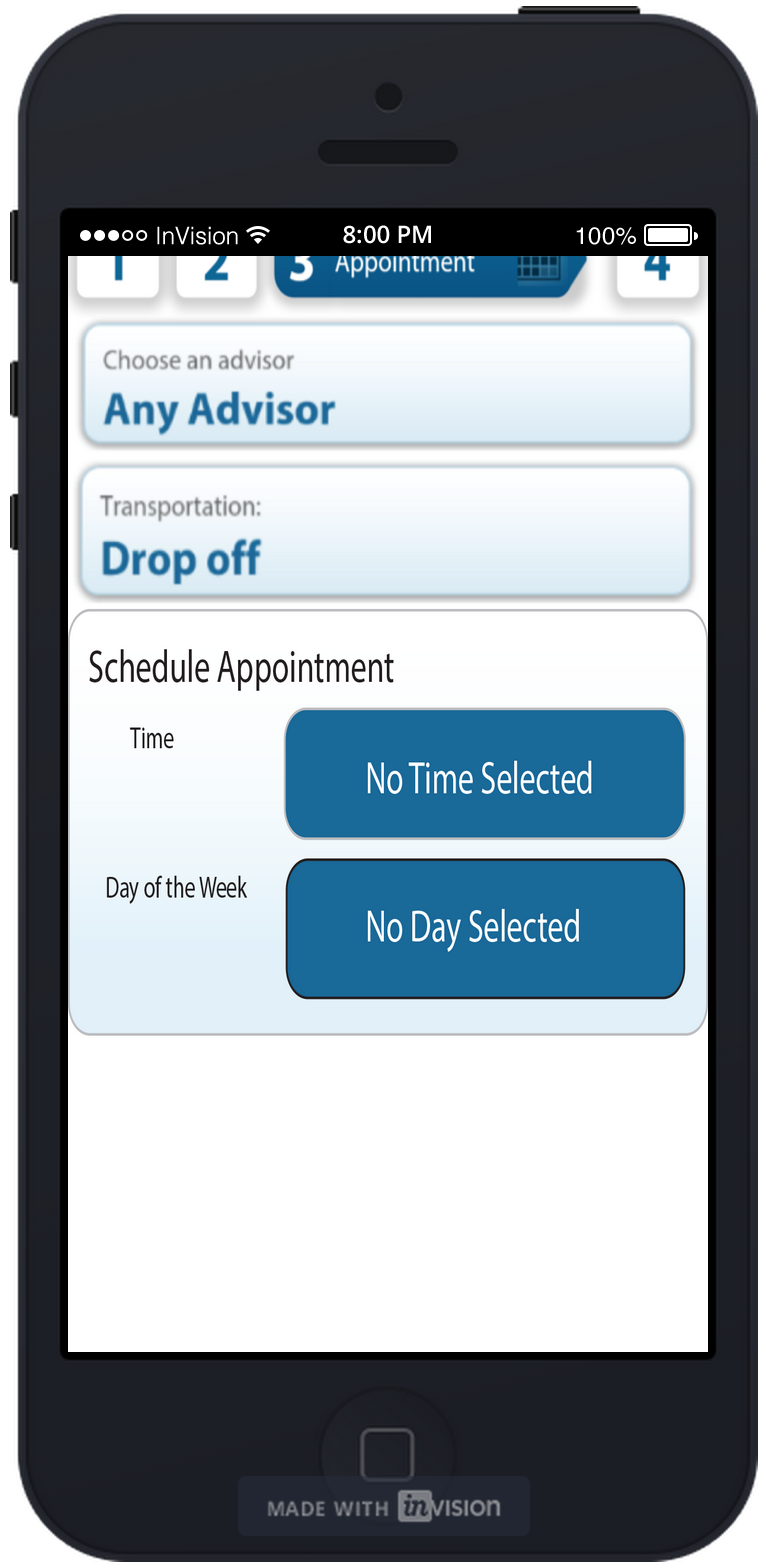 InVision 8:00 PM 100%
1 2 3 Appointment 4
Choose an advisor
Any Advisor
Transportation:
Drop off
Schedule Appointment
Time
No Time Selected
Day of the Week
No Day Selected
MADE WITH inVISION